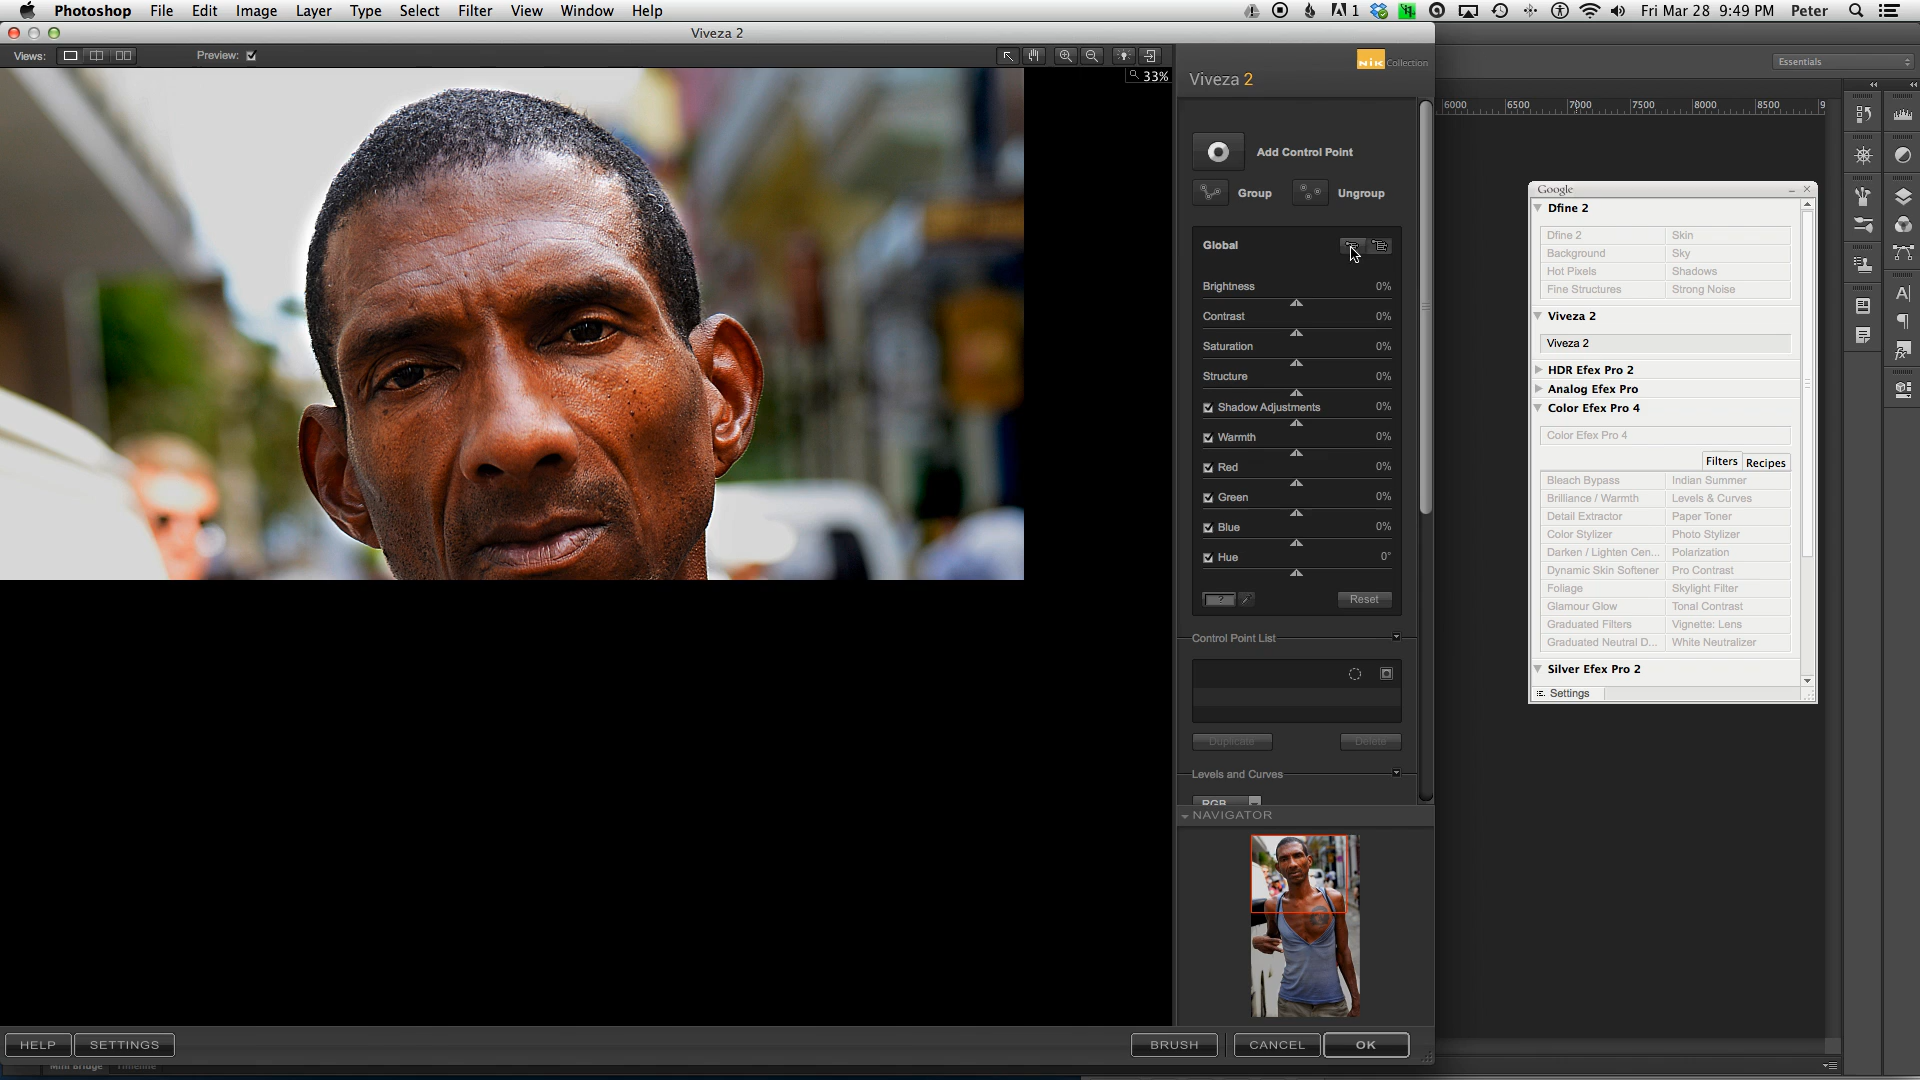 Photoshop File Edit Image Layer Type Select Filter View Window Help
1
Fri Mar 28 9:49 PM Peter
Viveza 2
Views:
Preview:
33%
Nik Collection
Viveza 2
Add Control Point
Group
Ungroup
Global
Brightness 0%
Contrast 0%
Saturation 0%
Structure 0%
Shadow Adjustments 0%
Warmth 0%
Red 0%
Green 0%
Blue 0%
Hue 0°
?
Reset
Control Point List
Duplicate
Delete
Levels and Curves
RGB
NAVIGATOR
HELP
SETTINGS
BRUSH
CANCEL
OK
Mini Bridge
Timeline
Essentials
6000 6500 7000 7500 8000 8500 9
Google
Dfine 2
Dfine 2 Skin
Background Sky
Hot Pixels Shadows
Fine Structures Strong Noise
Viveza 2
Viveza 2
HDR Efex Pro 2
Analog Efex Pro
Color Efex Pro 4
Color Efex Pro 4
Filters Recipes
Bleach Bypass Indian Summer
Brilliance / Warmth Levels & Curves
Detail Extractor Paper Toner
Color Stylizer Photo Stylizer
Darken / Lighten Cen... Polarization
Dynamic Skin Softener Pro Contrast
Foliage Skylight Filter
Glamour Glow Tonal Contrast
Graduated Filters Vignette: Lens
Graduated Neutral D... White Neutralizer
Silver Efex Pro 2
Settings